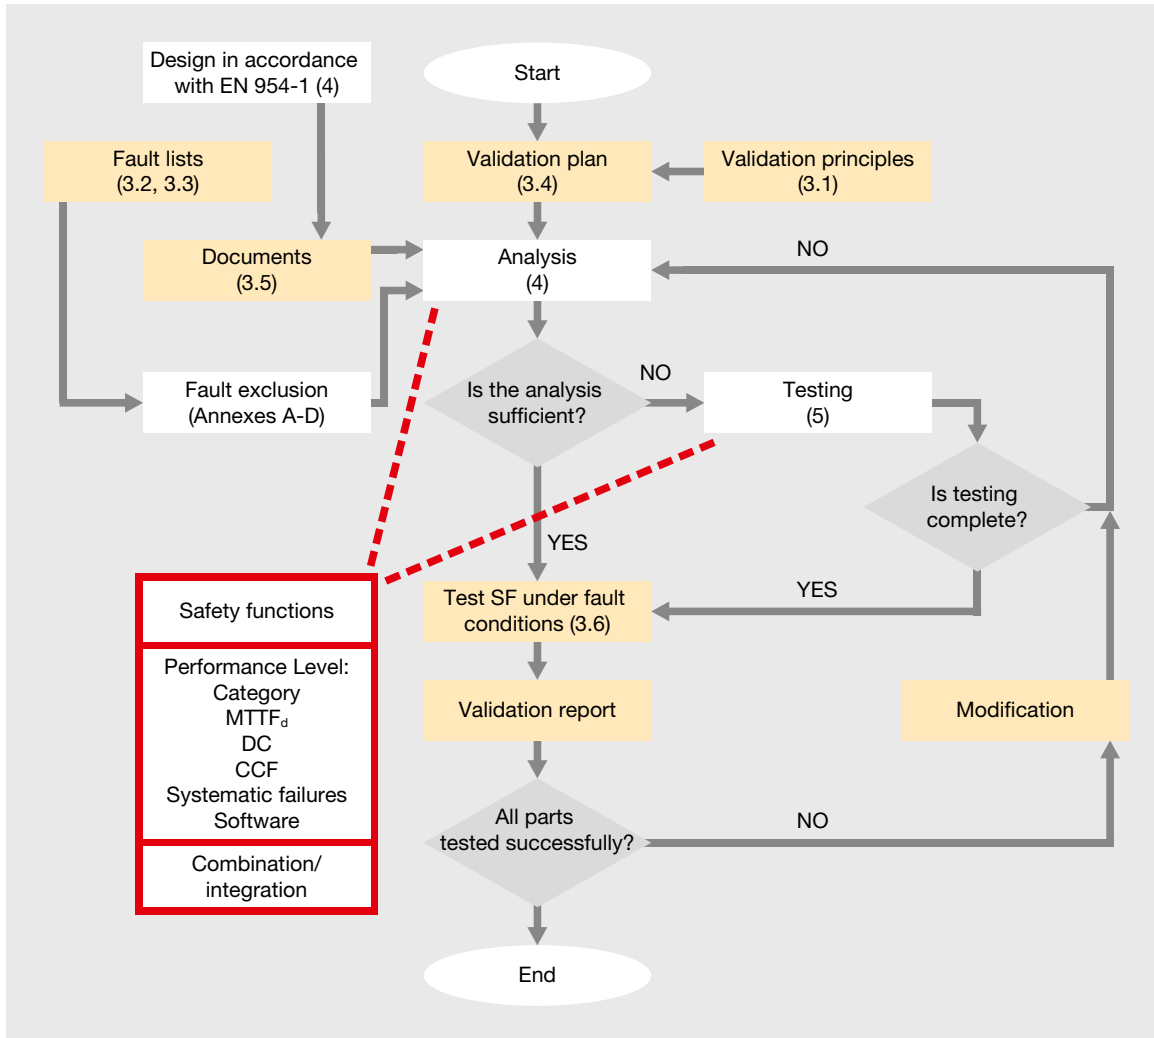 Design in accordance
with EN 954-1 (4)
Start
Fault lists
(3.2, 3.3)
Validation plan
(3.4)
Validation principles
(3.1)
Documents
(3.5)
Analysis
(4)
NO
Fault exclusion
(Annexes A-D)
Is the analysis
sufficient?
NO
Testing
(5)
Is testing
complete?
YES
YES
Safety functions
Test SF under fault
conditions (3.6)
Performance Level:
Category
MTTFd
DC
CCF
Systematic failures
Software
Validation report
Modification
All parts
tested successfully?
NO
Combination/
integration
End